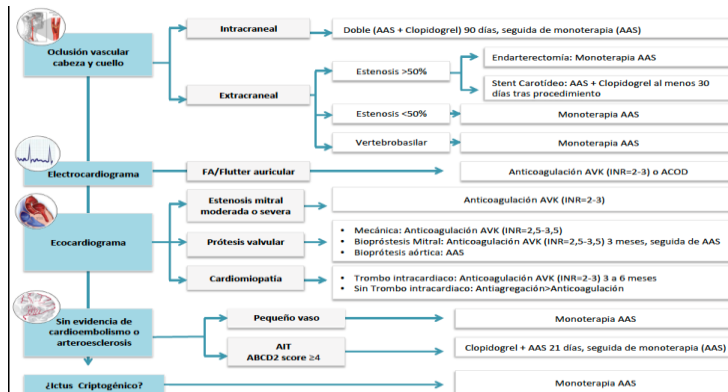 Oclusión vascular
cabeza y cuello
Intracraneal
Doble (AAS + Clopidogrel) 90 días, seguida de monoterapia (AAS)
Extracraneal
Estenosis >50%
Endarterectomía: Monoterapia AAS
Stent Carotídeo: AAS + Clopidogrel al menos 30
días tras procedimiento
Estenosis <50%
Monoterapia AAS
Vertebrobasilar
Monoterapia AAS
Electrocardiograma
FA/Flutter auricular
Anticoagulación AVK (INR=2-3) o ACOD
Ecocardiograma
Estenosis mitral
moderada o severa
Anticoagulación AVK (INR=2-3)
Prótesis valvular
• Mecánica: Anticoagulación AVK (INR=2,5-3,5)
• Bioprótesis Mitral: Anticoagulación AVK (INR=2,5-3,5) 3 meses, seguida de AAS
• Bioprótesis aórtica: AAS
Cardiomiopatia
• Trombo intracardiaco: Anticoagulación AVK (INR=2-3) 3 a 6 meses
• Sin Trombo intracardiaco: Antiagregación>Anticoagulación
Sin evidencia de
cardioembolismo o
arteroesclerosis
Pequeño vaso
Monoterapia AAS
AIT
ABCD2 score ≥4
Clopidogrel + AAS 21 días, seguida de monoterapia (AAS)
¿Ictus Criptogénico?
Monoterapia AAS